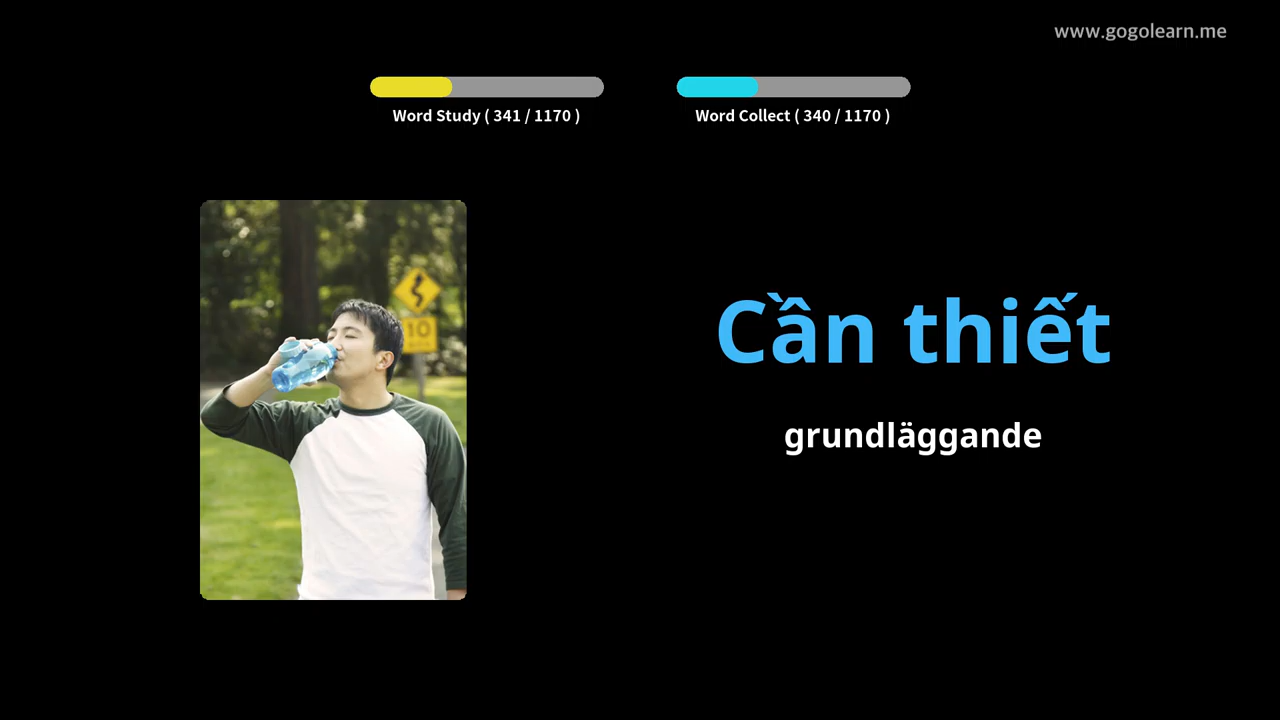 www.gogolearn.me
Word Study ( 341 / 1170 )
Word Collect ( 340 / 1170 )
10
Cần thiết
grundläggande